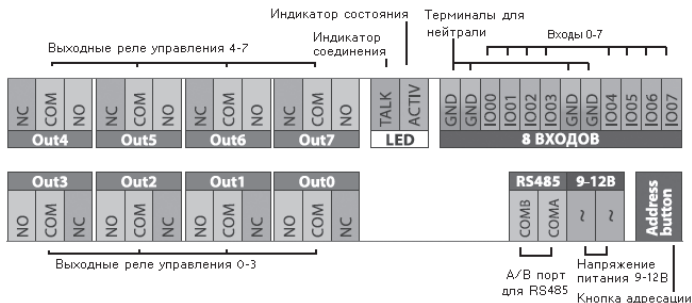 Индикатор состояния
Терминалы для
нейтрали
Выходные реле управления 4-7
Индикатор
соединения
Входы 0-7
NC COM NO NC COM NO NC COM NO NC COM NO TALK ACTIV GND GND IO00 IO01 IO02 IO03 GND GND IO04 IO05 IO06 IO07
Out4 Out5 Out6 Out7 LED 8 ВХОДОВ
Out3 Out2 Out1 Out0 RS485 9-12В Address button
NO COM NC NO COM NC NO COM NC NO COM NC COMB COMA ~ ~
Выходные реле управления 0-3
A/B порт
для RS485
Напряжение
питания 9-12В
Кнопка адресации